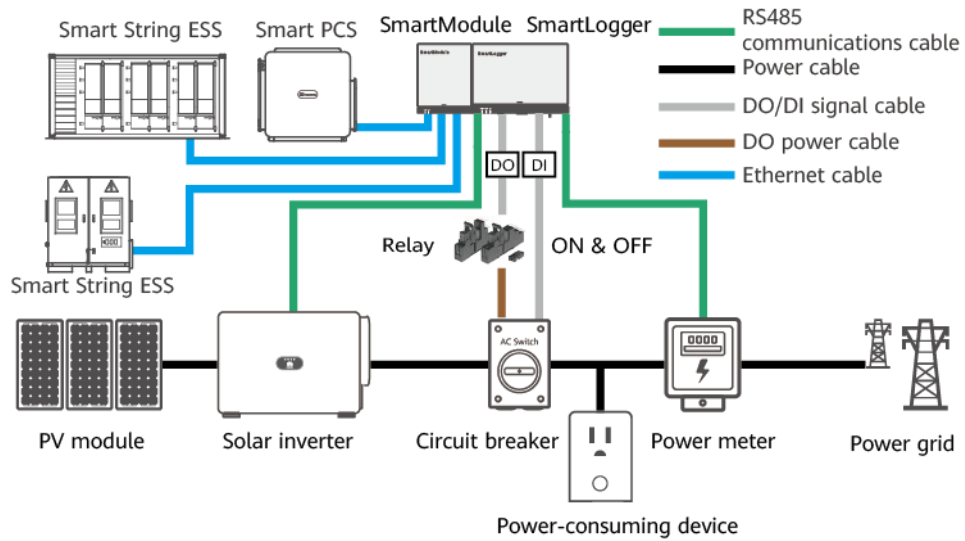 Smart String ESS
Smart PCS
SmartModule
SmartLogger
RS485
communications cable
Power cable
DO/DI signal cable
DO power cable
Ethernet cable
SmartLogger
DO
DI
Relay
ON & OFF
Smart String ESS
AC Switch
0000
PV module
Solar inverter
Circuit breaker
Power meter
Power grid
Power-consuming device